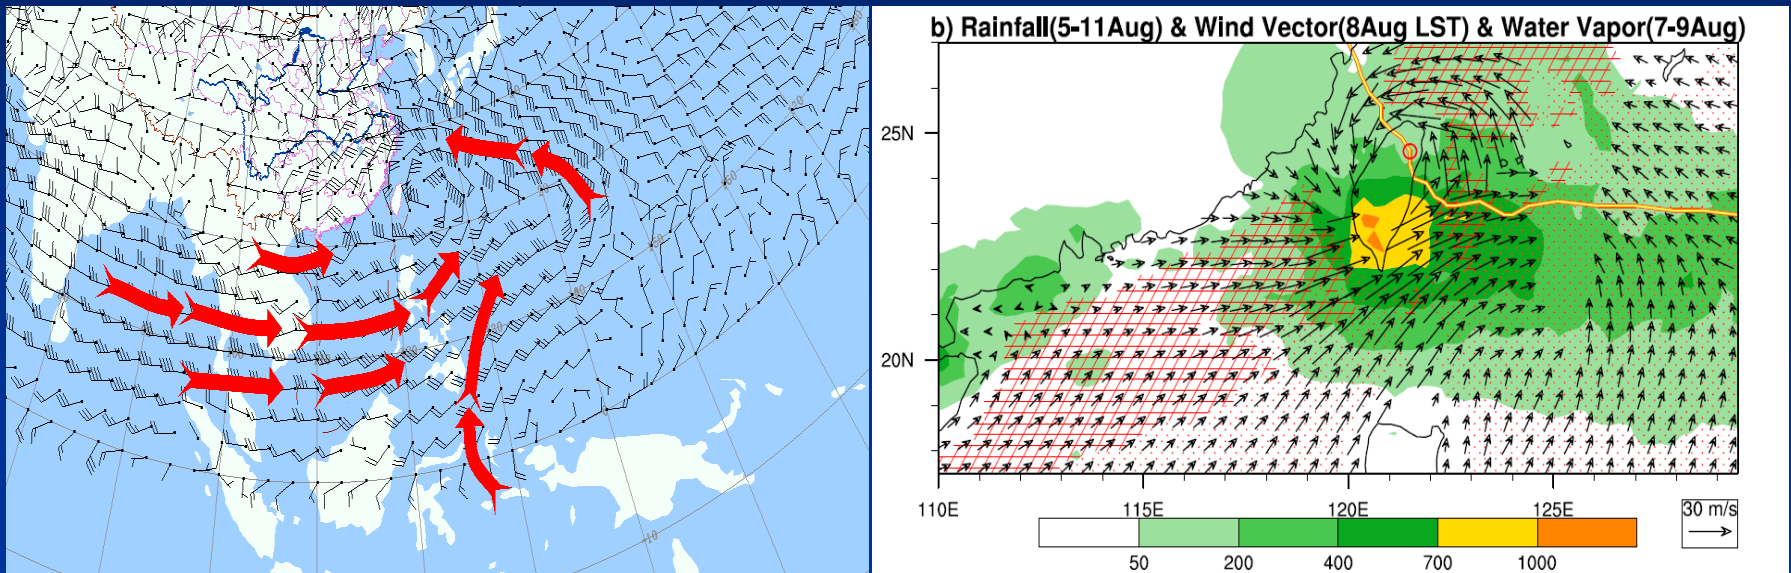 b) Rainfall(5-11Aug) & Wind Vector(8Aug LST) & Water Vapor(7-9Aug)
25N
20N
110E
115E
120E
125E
30 m/s
50
200
400
700
1000